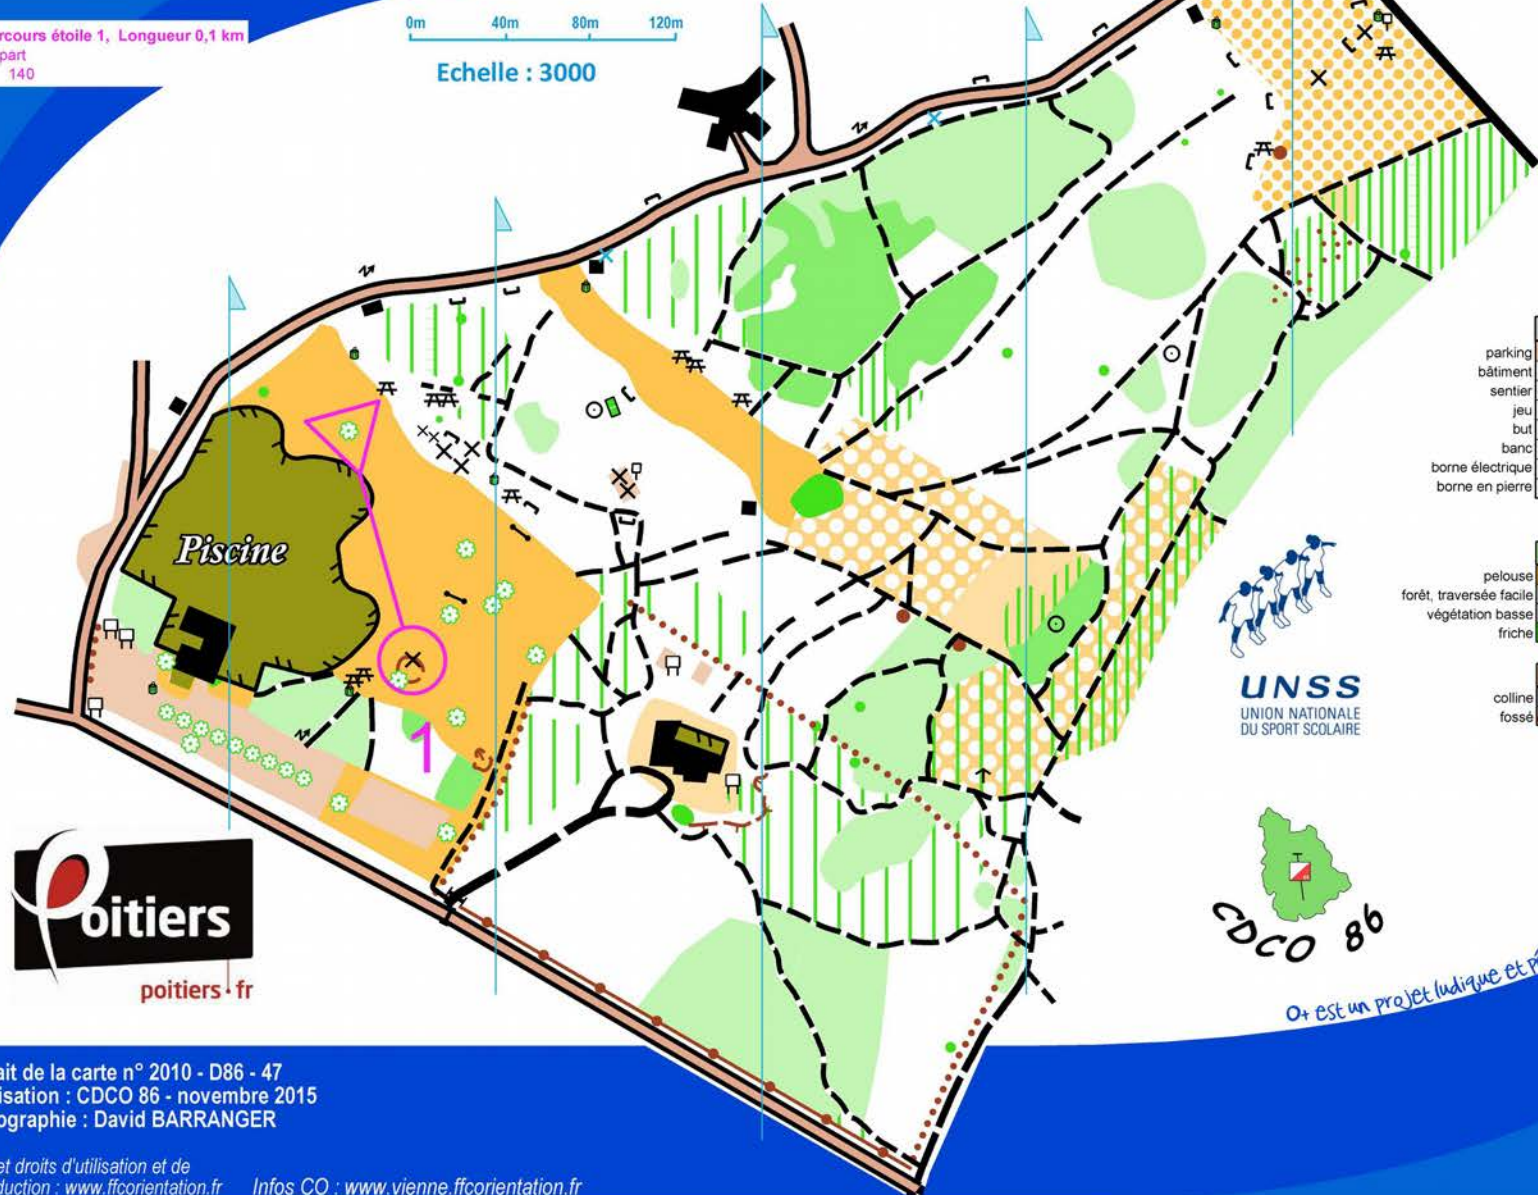 rcours étoile 1, Longueur 0,1 km
part
140
0m 40m 80m 120m
Echelle : 3000
Piscine
1
parking
bâtiment
sentier
jeu
but
banc
borne électrique
borne en pierre
pelouse
forêt, traversée facile
végétation basse
friche
colline
fossé
UNSS
UNION NATIONALE
DU SPORT SCOLAIRE
CDCO 86
O+ est un projet ludique et p
Poitiers
poitiers.fr
ait de la carte n° 2010 - D86 - 47
isation : CDCO 86 - novembre 2015
ographie : David BARRANGER
et droits d'utilisation et de
duction : www.ffcorientation.fr Infos CO : www.vienne.ffcorientation.fr